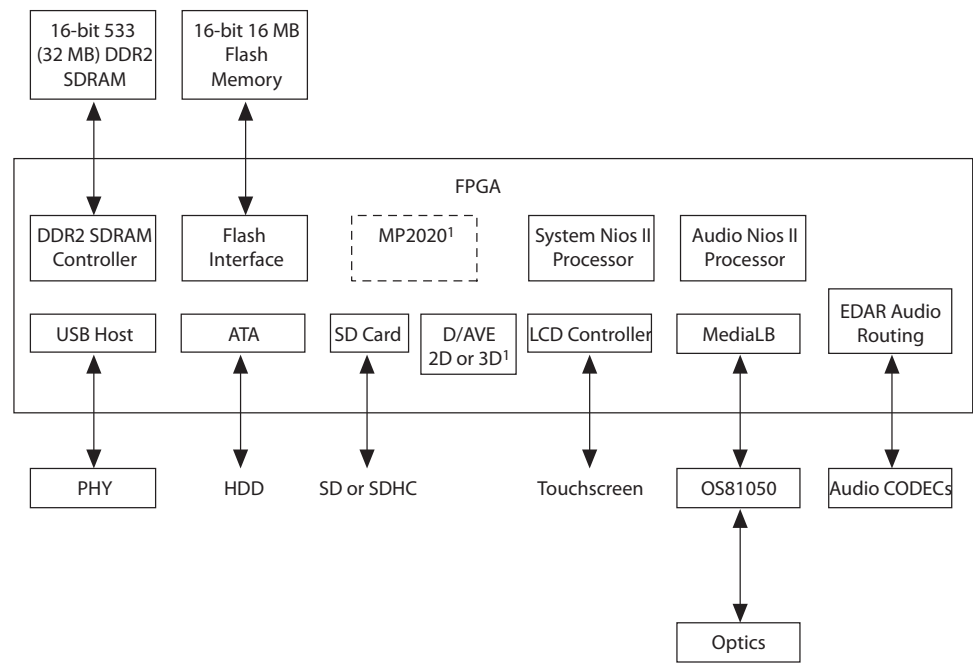 16-bit 533
(32 MB) DDR2
SDRAM
16-bit 16 MB
Flash
Memory
FPGA
DDR2 SDRAM
Controller
Flash
Interface
MP2020¹
System Nios II
Processor
Audio Nios II
Processor
USB Host
ATA
SD Card
D/AVE
2D or 3D¹
LCD Controller
MediaLB
EDAR Audio
Routing
PHY
HDD
SD or SDHC
Touchscreen
OS81050
Audio CODECs
Optics